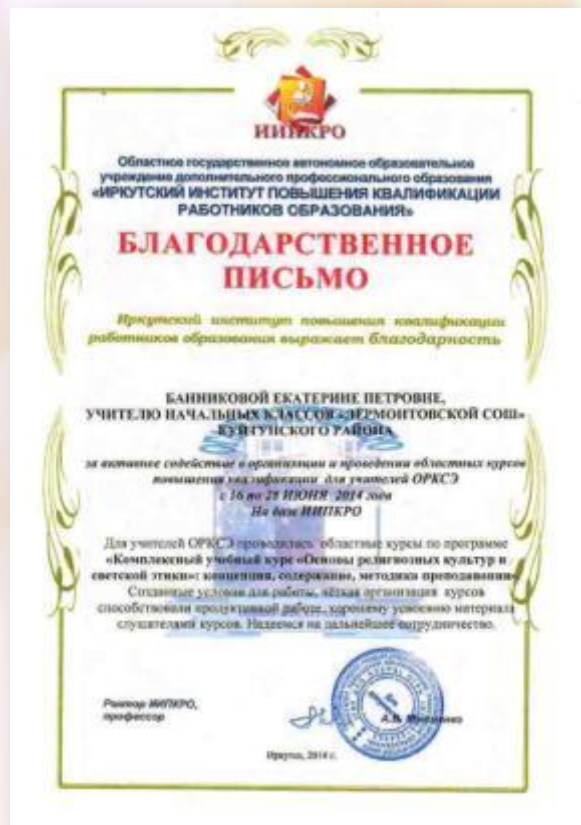 ИИПКРО
Областное государственное автономное образовательное
учреждение дополнительного профессионального образования
«ИРКУТСКИЙ ИНСТИТУТ ПОВЫШЕНИЯ КВАЛИФИКАЦИИ
РАБОТНИКОВ ОБРАЗОВАНИЯ»
БЛАГОДАРСТВЕННОЕ
ПИСЬМО
Иркутский институт повышения квалификации
работников образования выражает благодарность
БАННИКОВОЙ ЕКАТЕРИНЕ ПЕТРОВНЕ,
УЧИТЕЛЮ НАЧАЛЬНЫХ КЛАССОВ «ЛЕРМОНТОВСКОЙ СОШ»
КУЙТУНСКОГО РАЙОНА
за активное содействие в организации и проведении областных курсов
повышения квалификации для учителей ОРКСЭ
с 16 по 28 ИЮНЯ 2014 года
На базе ИИПКРО
Для учителей ОРКСЭ проводились областные курсы по программе
«Комплексный учебный курс «Основы религиозных культур и
светской этики»: концепция, содержание, методика преподавания»
Созданные условия для работы, чёткая организация курсов
способствовали продуктивной работе, хорошему усвоению материала
слушателями курсов. Надеемся на дальнейшее сотрудничество.
Ректор ИИПКРО,
профессор
А.В.
Иркутск, 2014 г.